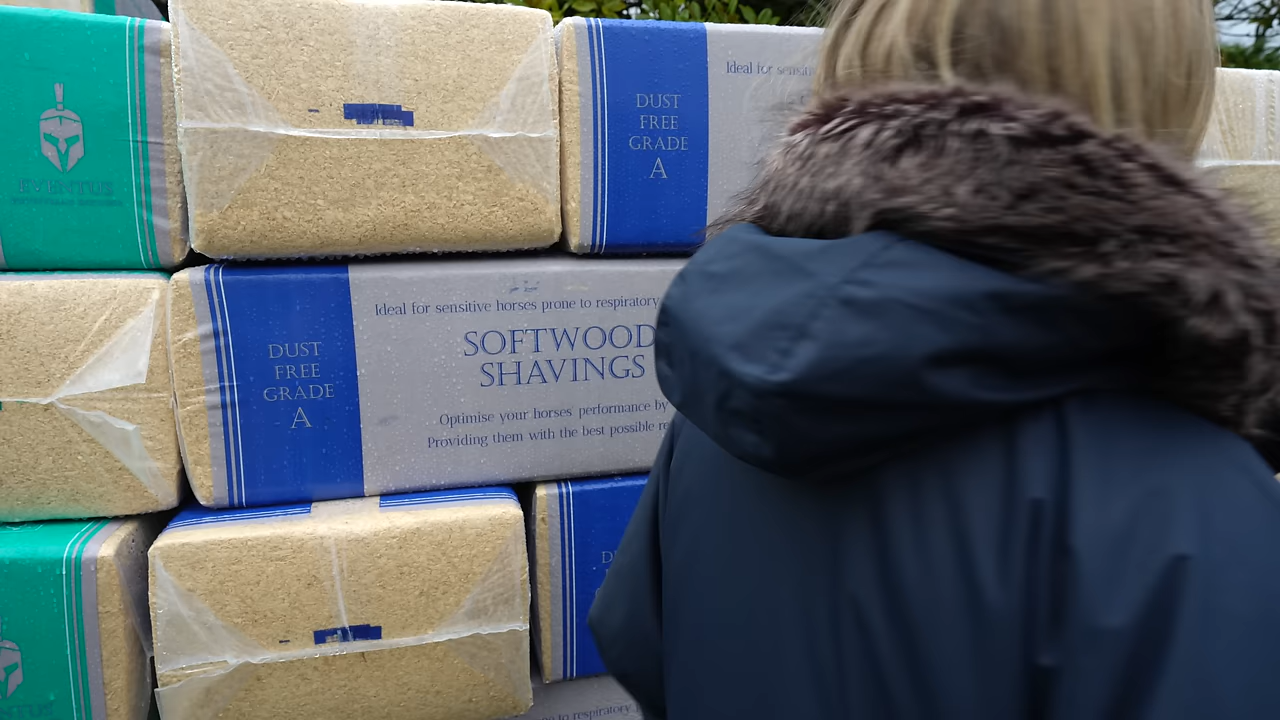 EVENTUS
DUST
FREE
GRADE
A
Ideal for
DUST
FREE
GRADE
A
Ideal for sensitive horses prone to respiratory
SOFTWOOD
SHAVINGS
Optimise your horses performance by
Providing them with the best possible
to respiratory